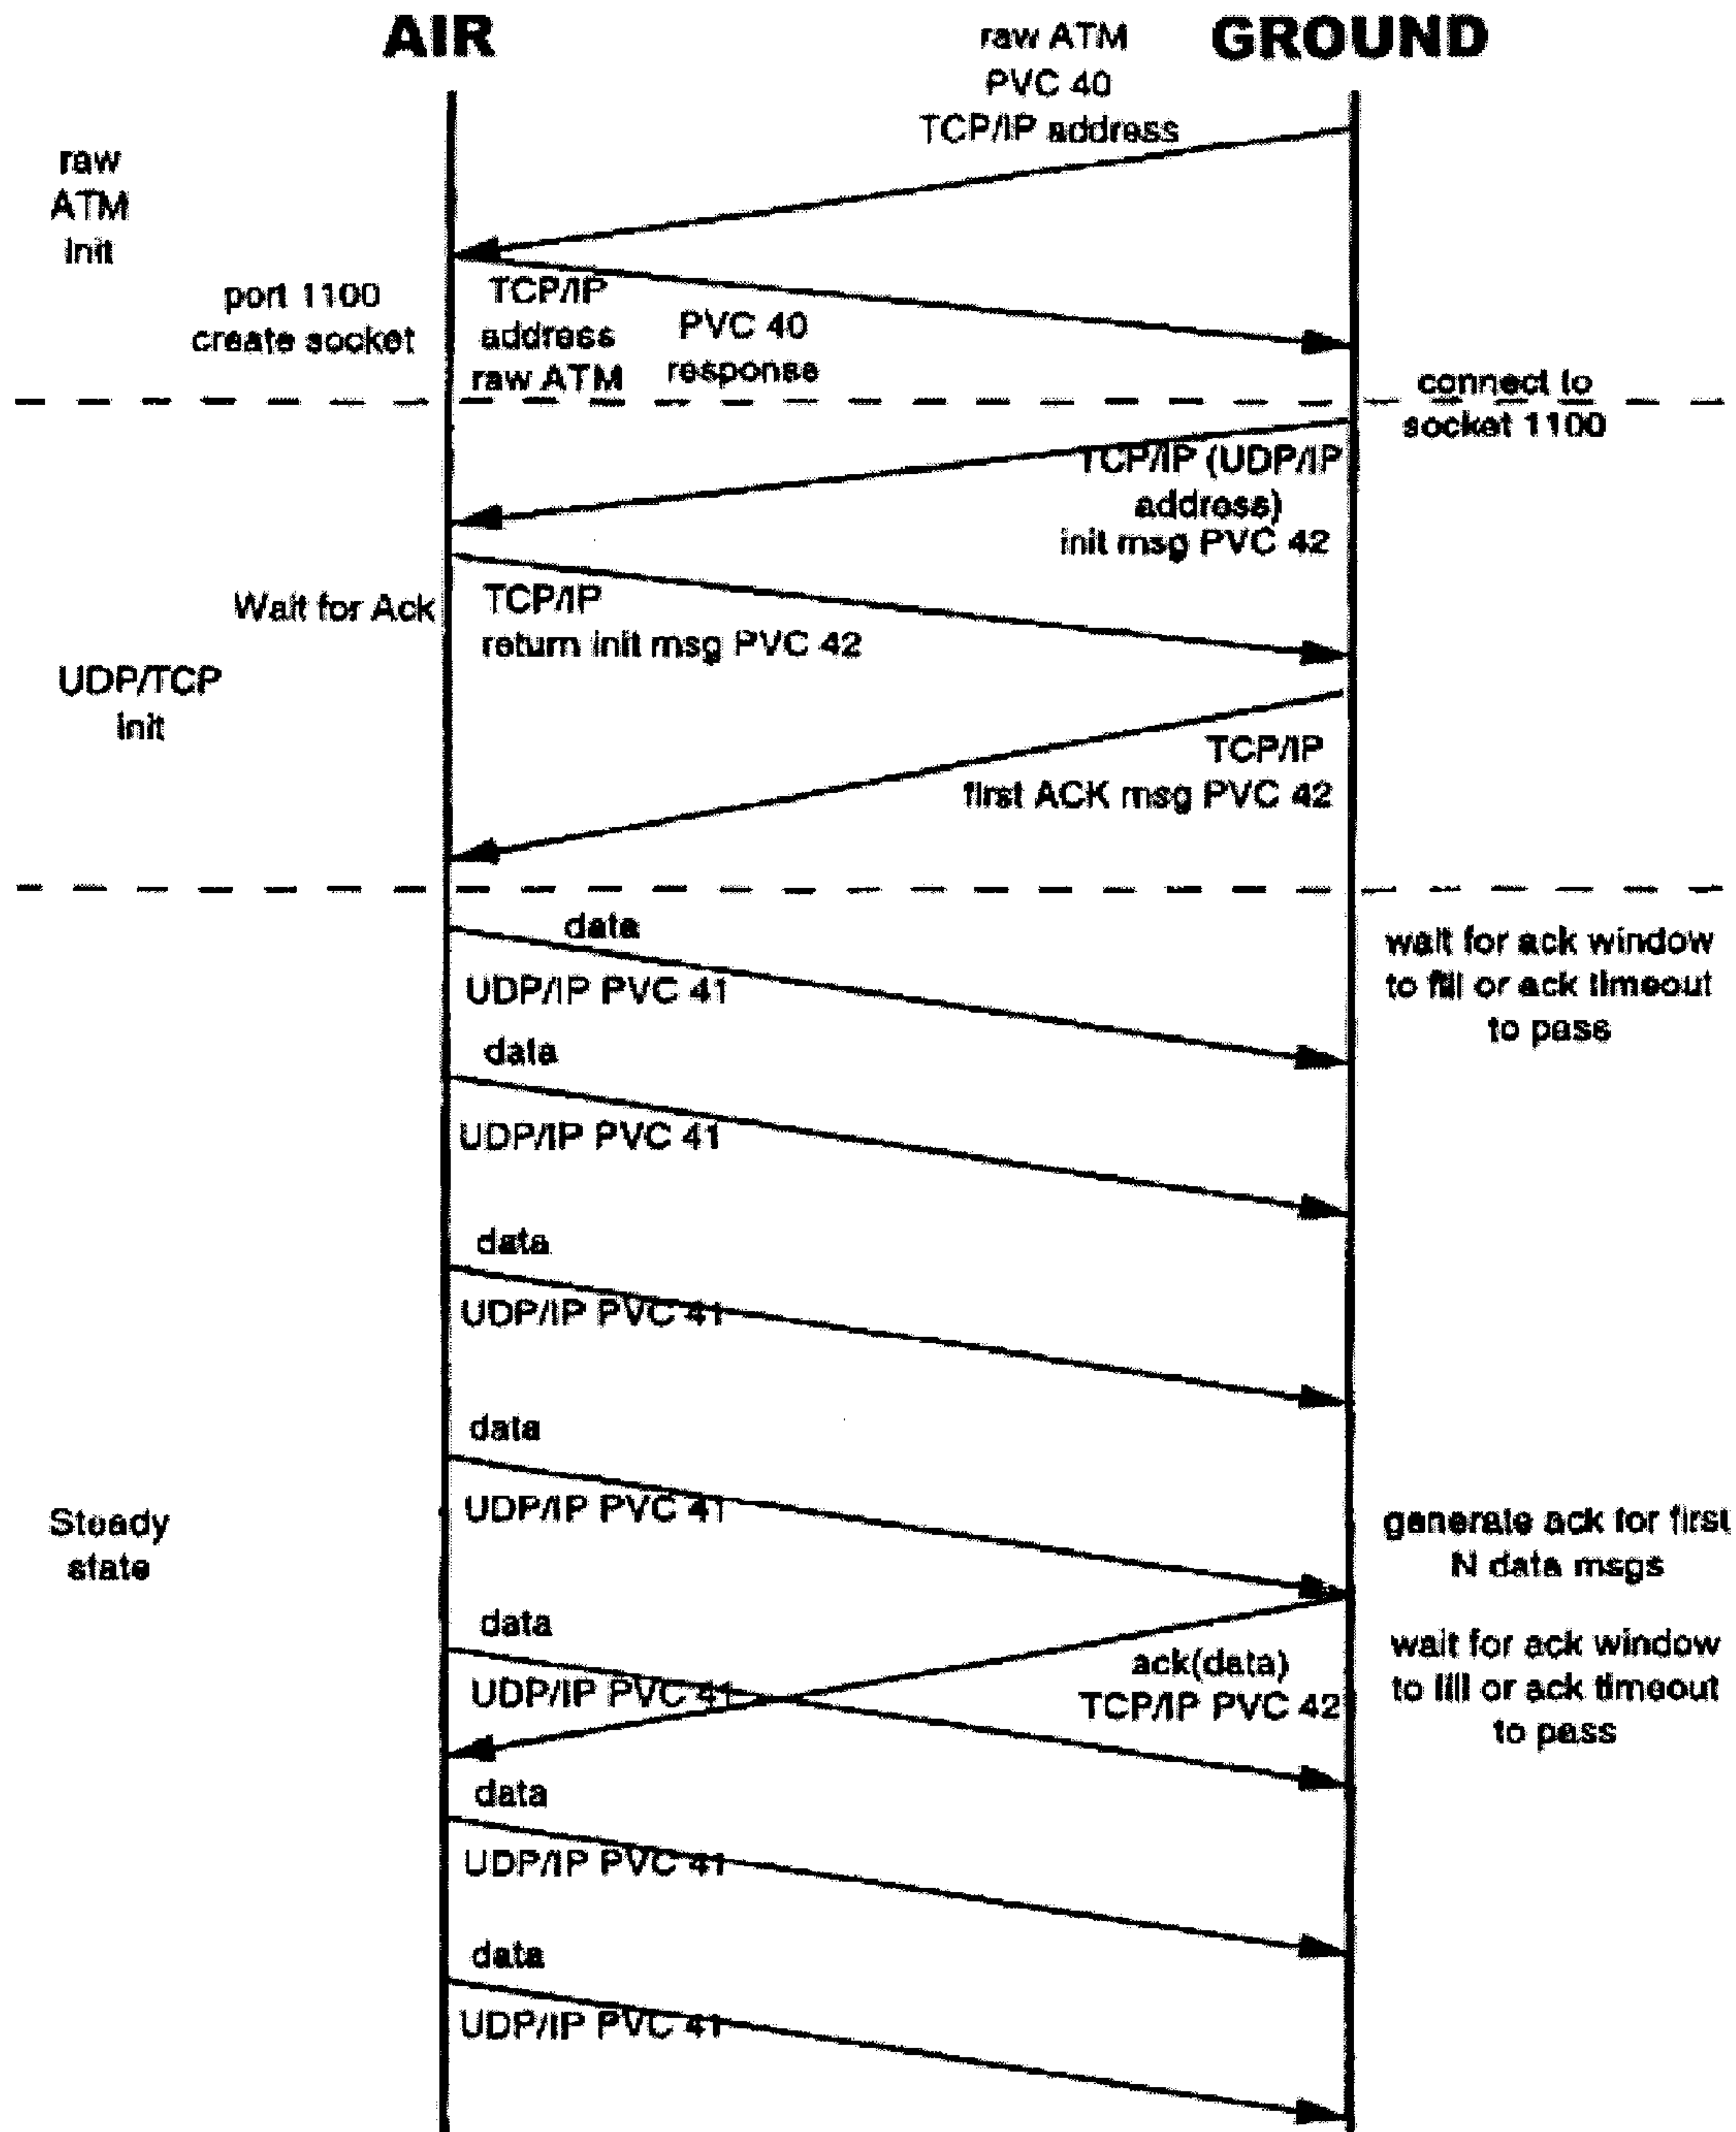 AIR
GROUND
raw ATM
PVC 40
TCP/IP address
raw
ATM
init
port 1100
create socket
TCP/IP
address
raw ATM
PVC 40
response
connect to
socket 1100
TCP/IP (UDP/IP
address)
init msg PVC 42
Wait for Ack
TCP/IP
return init msg PVC 42
UDP/TCP
init
TCP/IP
first ACK msg PVC 42
data
UDP/IP PVC 41
wait for ack window
to fill or ack timeout
to pass
data
UDP/IP PVC 41
data
UDP/IP PVC 41
data
UDP/IP PVC 41
Steady
state
generate ack for first
N data msgs
data
UDP/IP PVC 41
ack(data)
TCP/IP PVC 42
wait for ack window
to fill or ack timeout
to pass
data
UDP/IP PVC 41
data
UDP/IP PVC 41